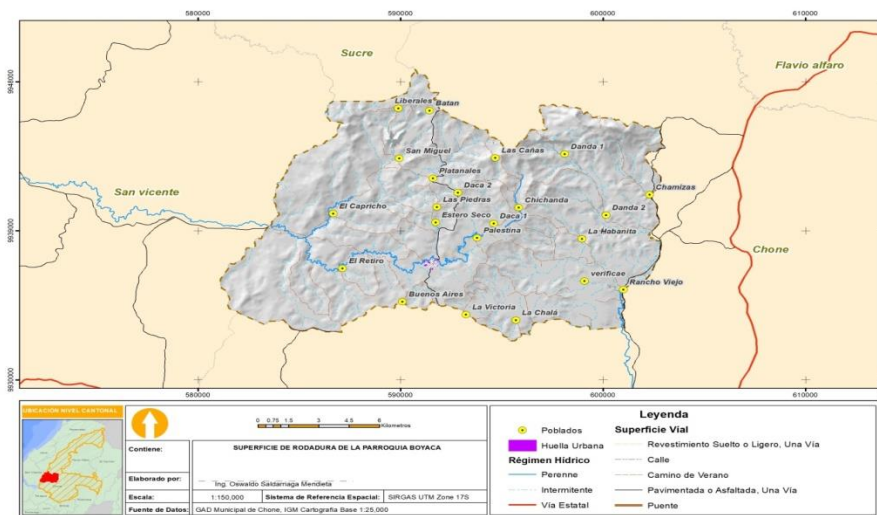 580000 590000 600000 610000
Sucre
Flavio alfaro
9948000
Liberales Batan
San Miguel Las Cañas Danda 1
Platanales
San vicente
Daca 2 Chamizas
Las Piedras Chichanda
El Capricho Danda 2
Estero Seco Daca 1
9939000
Palestina La Habanita
Chone
El Retiro verificae
Rancho Viejo
Buenos Aires
La Victoria La Chala
9930000
580000 590000 600000 610000
UBICACIÓN NIVEL CANTONAL
0 0.75 1.5 3 4.5 6
Kilometros
Contiene:
SUPERFICIE DE RODADURA DE LA PARROQUIA BOYACA
Elaborado por:
Ing. Oswaldo Saldarriaga Mendieta
Escala: 1:150,000 Sistema de Referencia Espacial: SIRGAS UTM Zone 17S
Fuente de Datos: GAD Municipal de Chone, IGM Cartografía Base 1:25,000
Leyenda
Poblados
Huella Urbana
Régimen Hídrico
Perenne
Intermitente
Vía Estatal
Superficie Vial
Revestimiento Suelto o Ligero, Una Vía
Calle
Camino de Verano
Pavimentada o Asfaltada, Una Vía
Puente